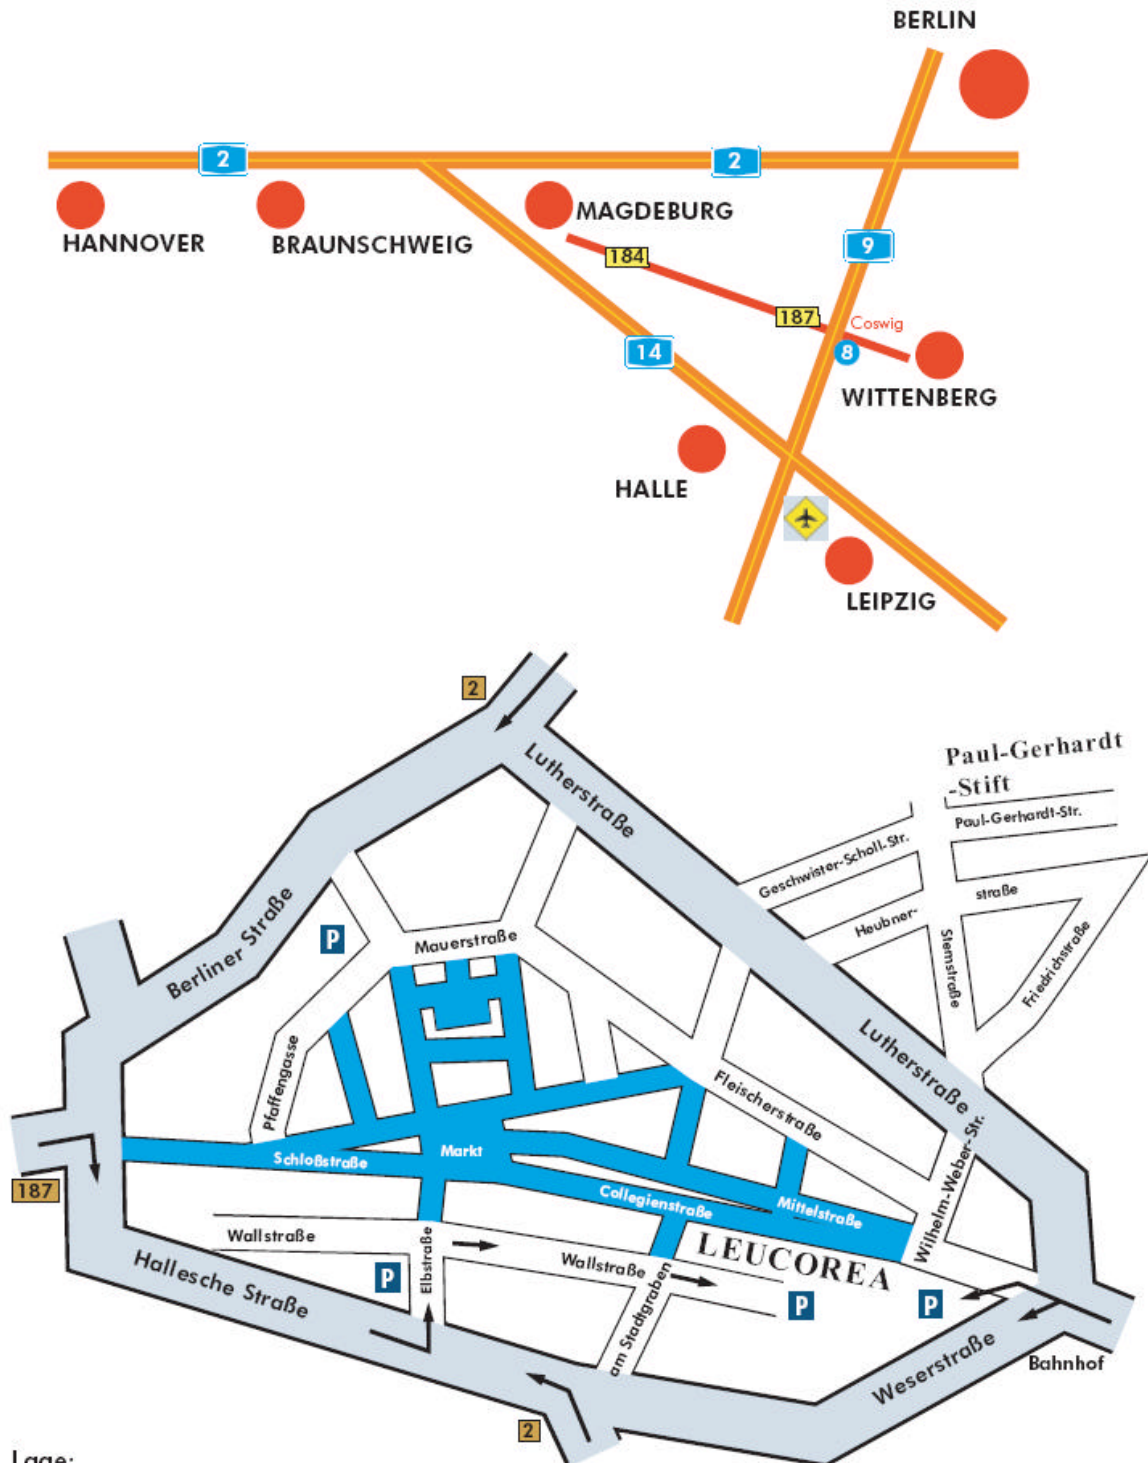 BERLIN
2
2
HANNOVER
BRAUNSCHWEIG
MAGDEBURG
9
184
187
Coswig
14
8
WITTENBERG
HALLE
LEIPZIG
2
Lutherstraße
Paul-Gerhardt
-Stift
Paul-Gerhardt-Str.
Geschwister-Scholl-Str.
Heubner-
straße
Sternstraße
Friedrichstraße
Berliner Straße
P
Mauerstraße
Pfaffengasse
Lutherstraße
Fleischerstraße
Wilhelm-Weber-Str.
Schloßstraße
Markt
Collegienstraße
Mittelstraße
187
Wallstraße
Elbstraße
Wallstraße
LEUCOREA
P
P
P
Hallesche Straße
am Stadtgraben
Weserstraße
Bahnhof
2
Lage: